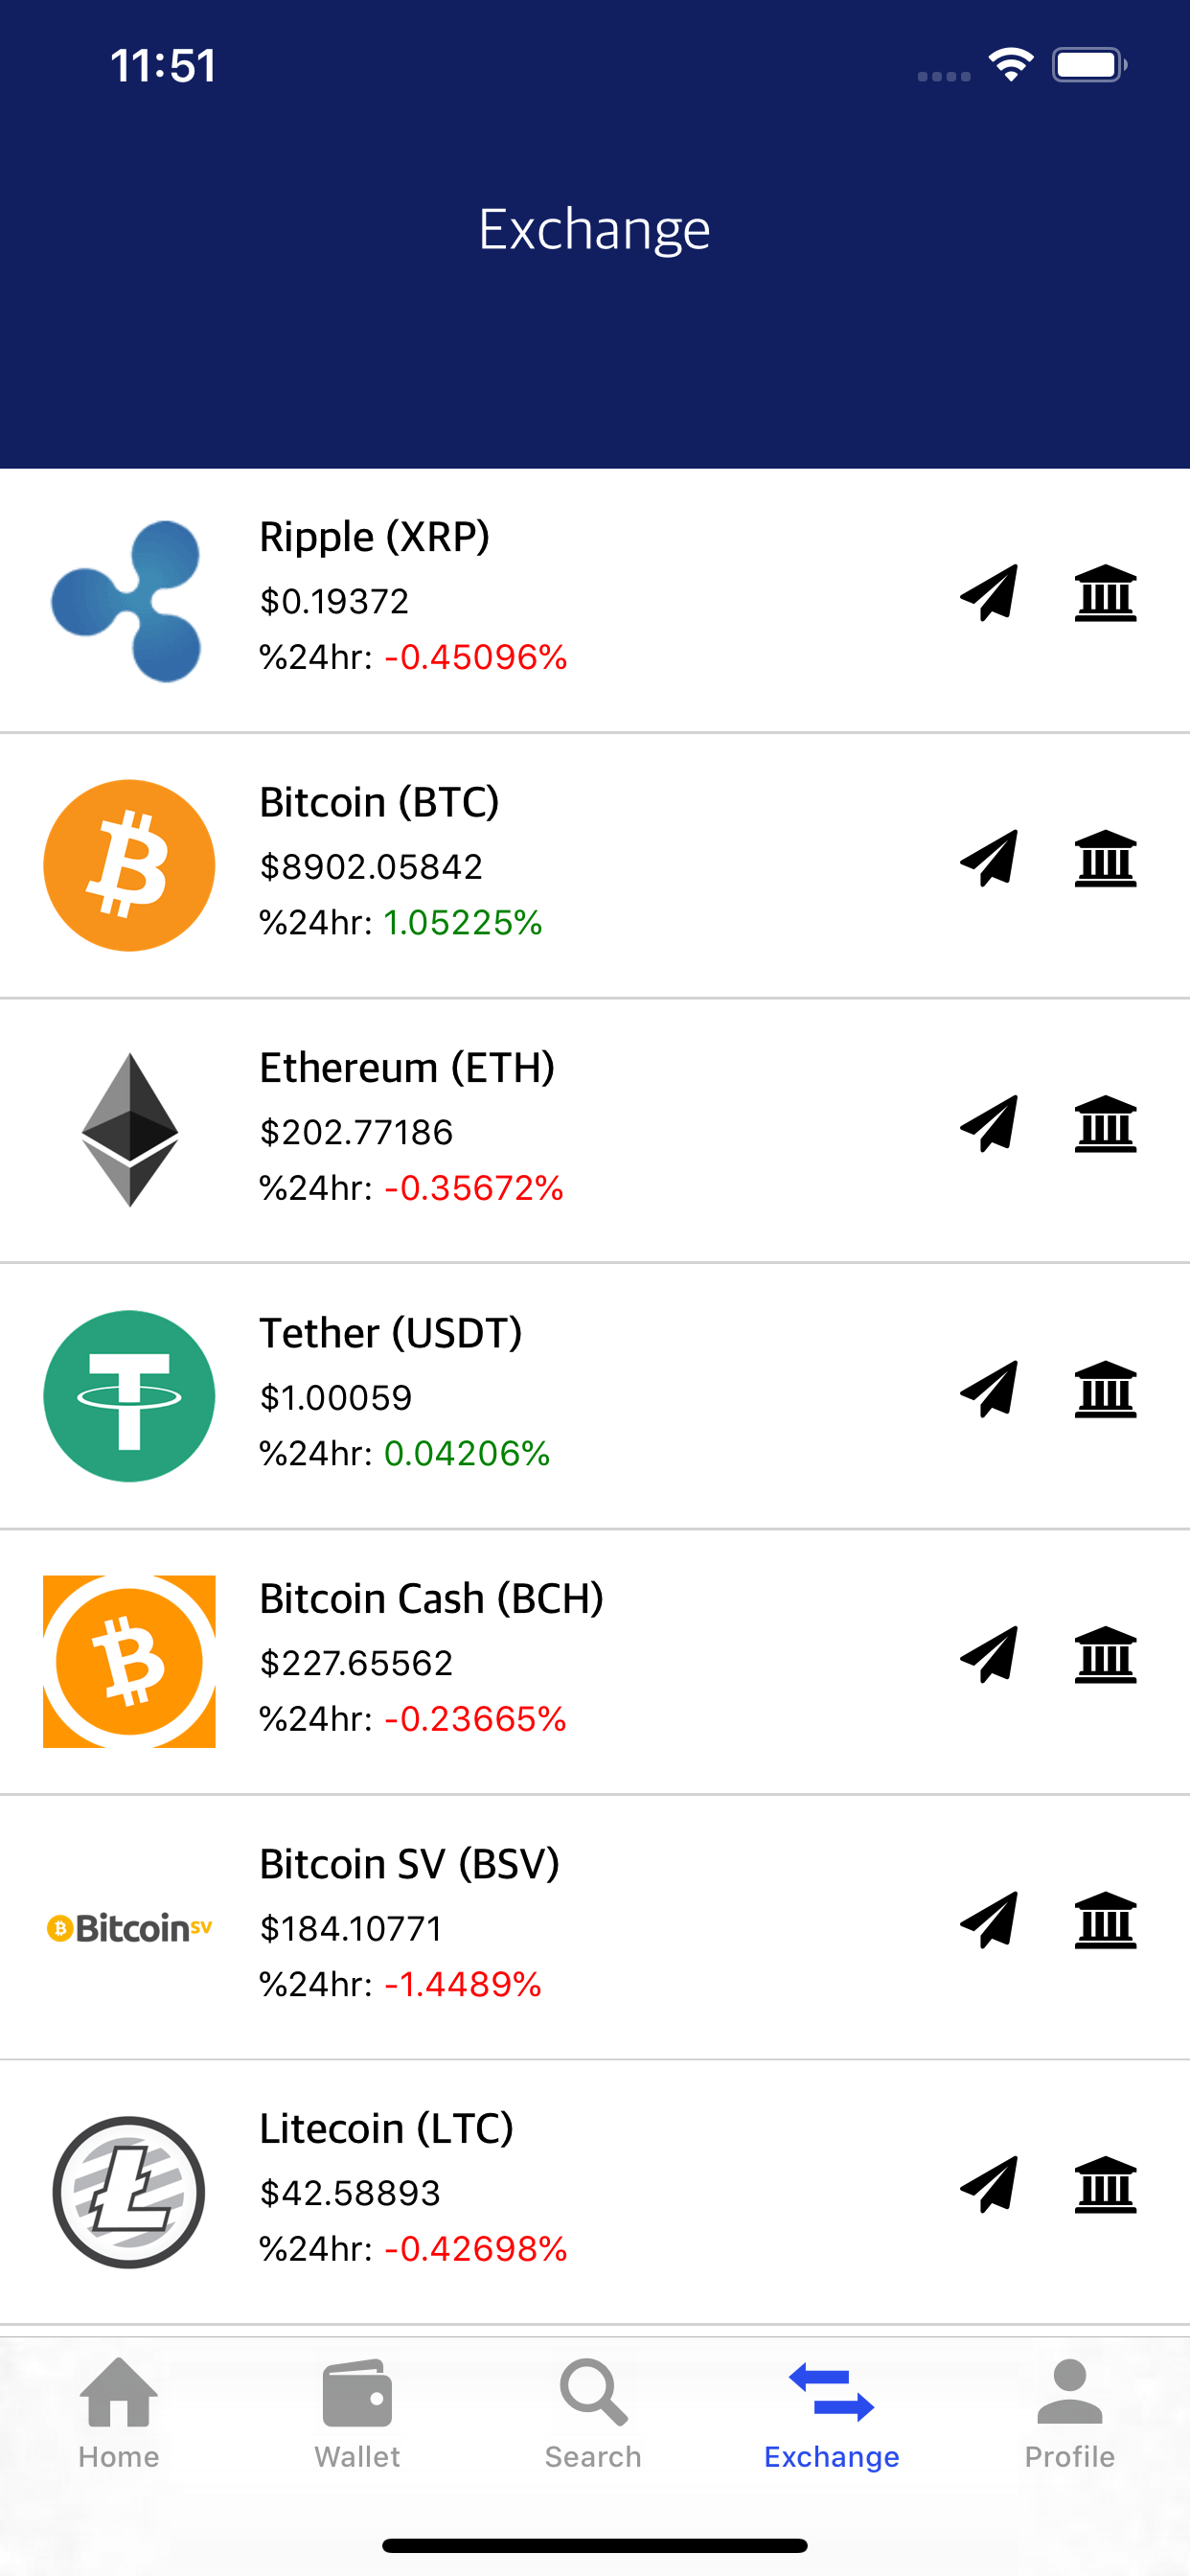 11:51
Exchange
Ripple (XRP)
$0.19372
%24hr: -0.45096%
Bitcoin (BTC)
$8902.05842
%24hr: 1.05225%
Ethereum (ETH)
$202.77186
%24hr: -0.35672%
Tether (USDT)
$1.00059
%24hr: 0.04206%
Bitcoin Cash (BCH)
$227.65562
%24hr: -0.23665%
Bitcoin SV (BSV)
BitcoinSV
$184.10771
%24hr: -1.4489%
Litecoin (LTC)
$42.58893
%24hr: -0.42698%
Home Wallet Search Exchange Profile